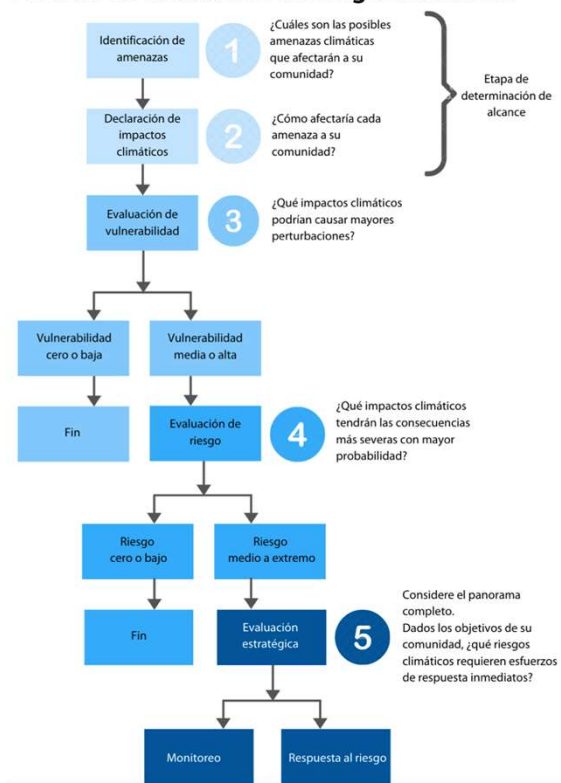 Identificación de
amenazas
1
¿Cuáles son las posibles
amenazas climáticas
que afectarán a su
comunidad?
Etapa de
determinación de
alcance
Declaración de
impactos
climáticos
2
¿Cómo afectaría cada
amenaza a su
comunidad?
Evaluación de
vulnerabilidad
3
¿Qué impactos climáticos
podrían causar mayores
perturbaciones?
Vulnerabilidad
cero o baja
Vulnerabilidad
media o alta
Fin
Evaluación de
riesgo
4
¿Qué impactos climáticos
tendrán las consecuencias
más severas con mayor
probabilidad?
Riesgo
cero o bajo
Riesgo
medio a extremo
Fin
Evaluación
estratégica
5
Considere el panorama
completo.
Dados los objetivos de su
comunidad, ¿qué riesgos
climáticos requieren esfuerzos
de respuesta inmediatos?
Monitoreo
Respuesta al riesgo